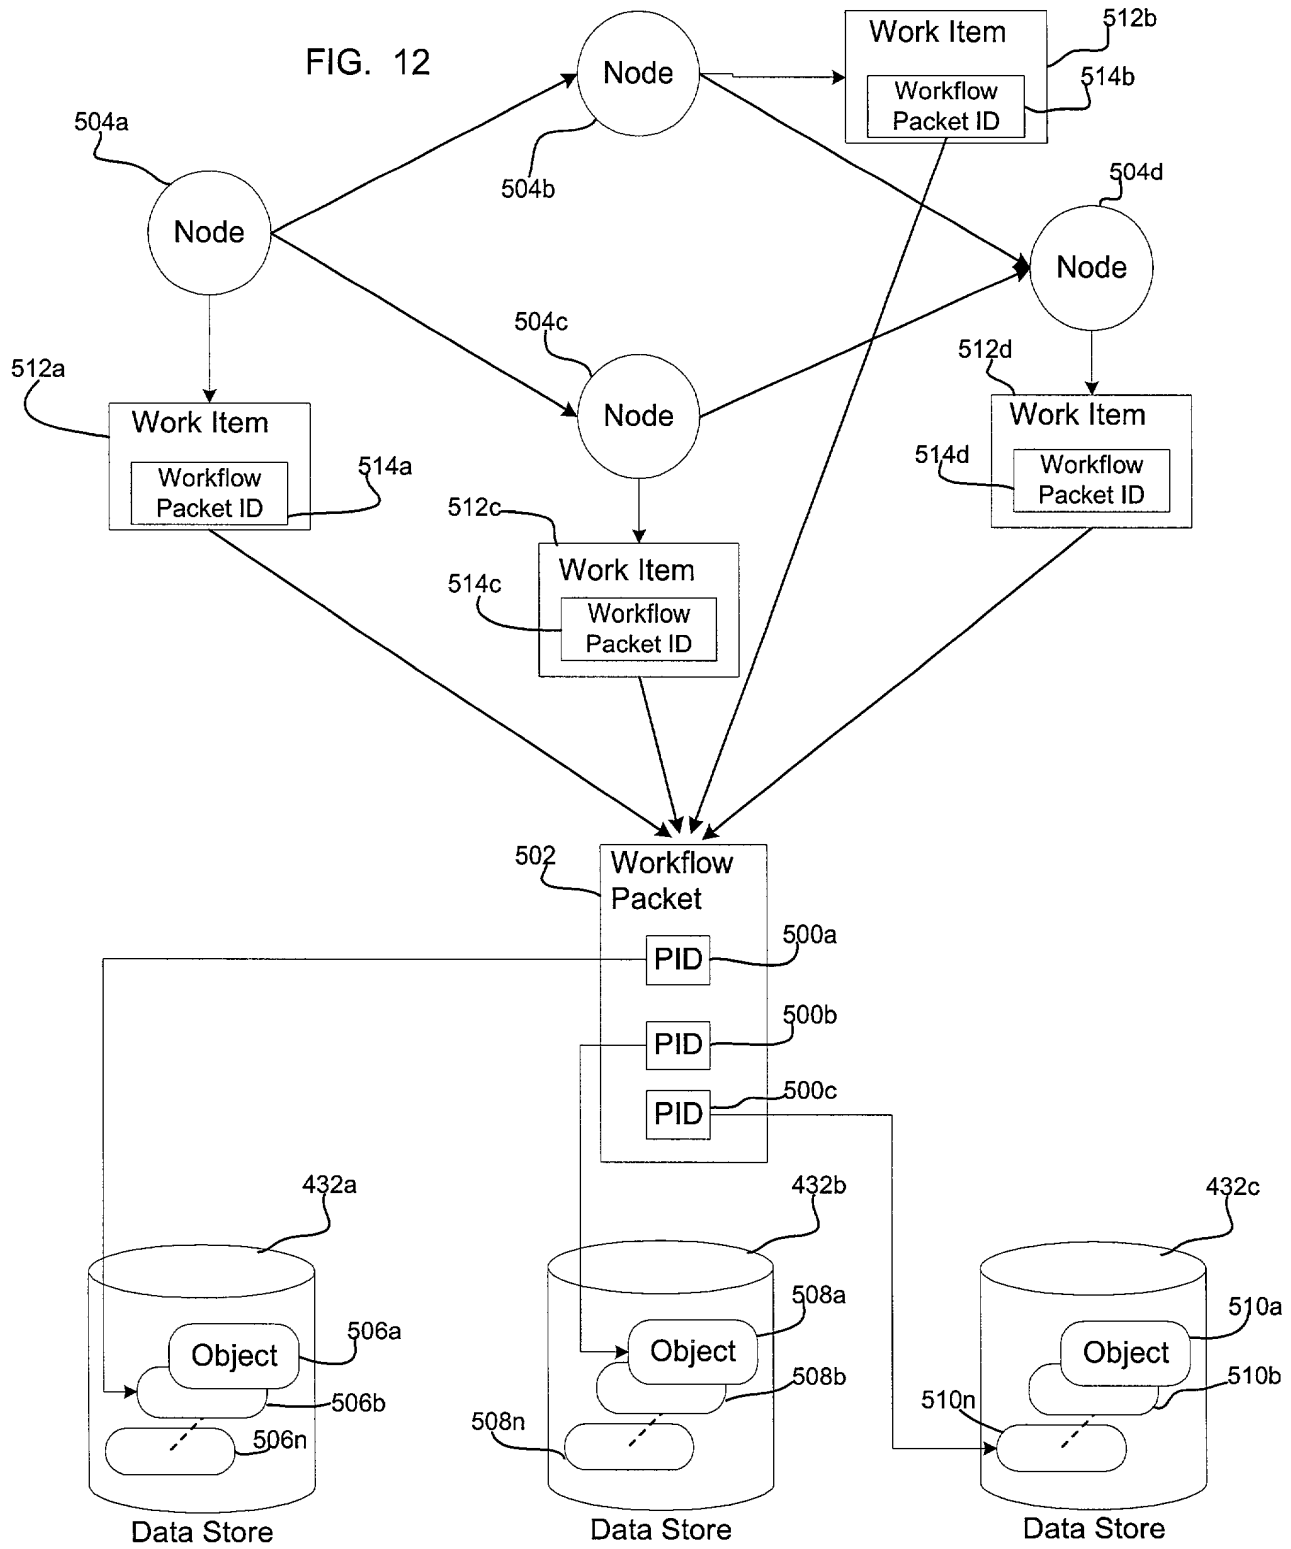 FIG. 12
Node
Work Item
512b
Workflow
Packet ID
514b
504a
504b
504d
Node
Node
504c
512a
512d
Node
Work Item
Workflow
Packet ID
514a
Work Item
514d
Workflow
Packet ID
512c
Work Item
514c
Workflow
Packet ID
502
Workflow
Packet
PID
500a
PID
500b
PID
500c
432a
432b
432c
Object
506a
506b
506n
Object
508a
508b
508n
Object
510a
510b
510n
Data Store
Data Store
Data Store